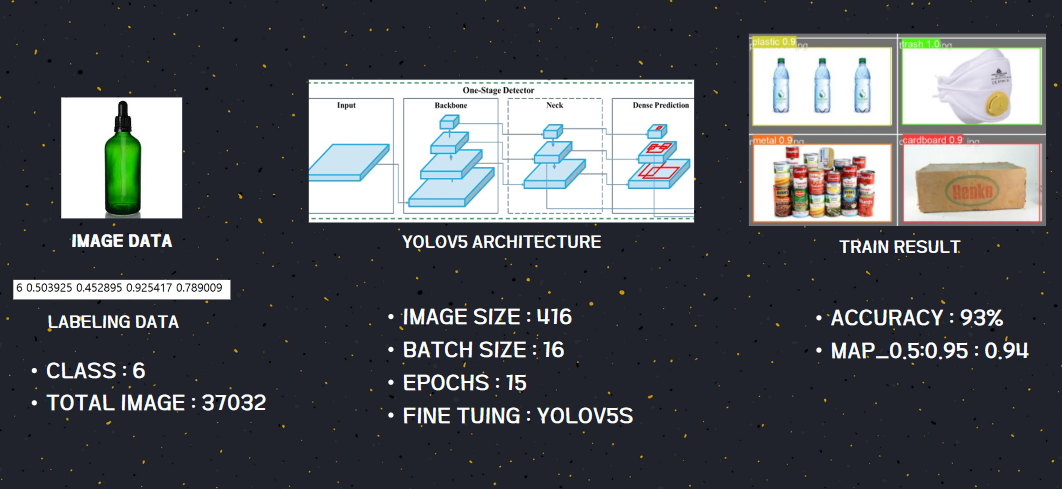 IMAGE DATA
6 0.503925 0.452895 0.925417 0.789009
LABELING DATA
• CLASS : 6
• TOTAL IMAGE : 37032
One-Stage Detector
Input
Backbone
Neck
Dense Prediction
YOLOV5 ARCHITECTURE
• IMAGE SIZE : 416
• BATCH SIZE : 16
• EPOCHS : 15
• FINE TUING : YOLOV5S
plastic 0.9
trash 1.0
metal 0.9
cardboard 0.9
Henko
TRAIN RESULT
• ACCURACY : 93%
• MAP_0.5:0.95 : 0.94